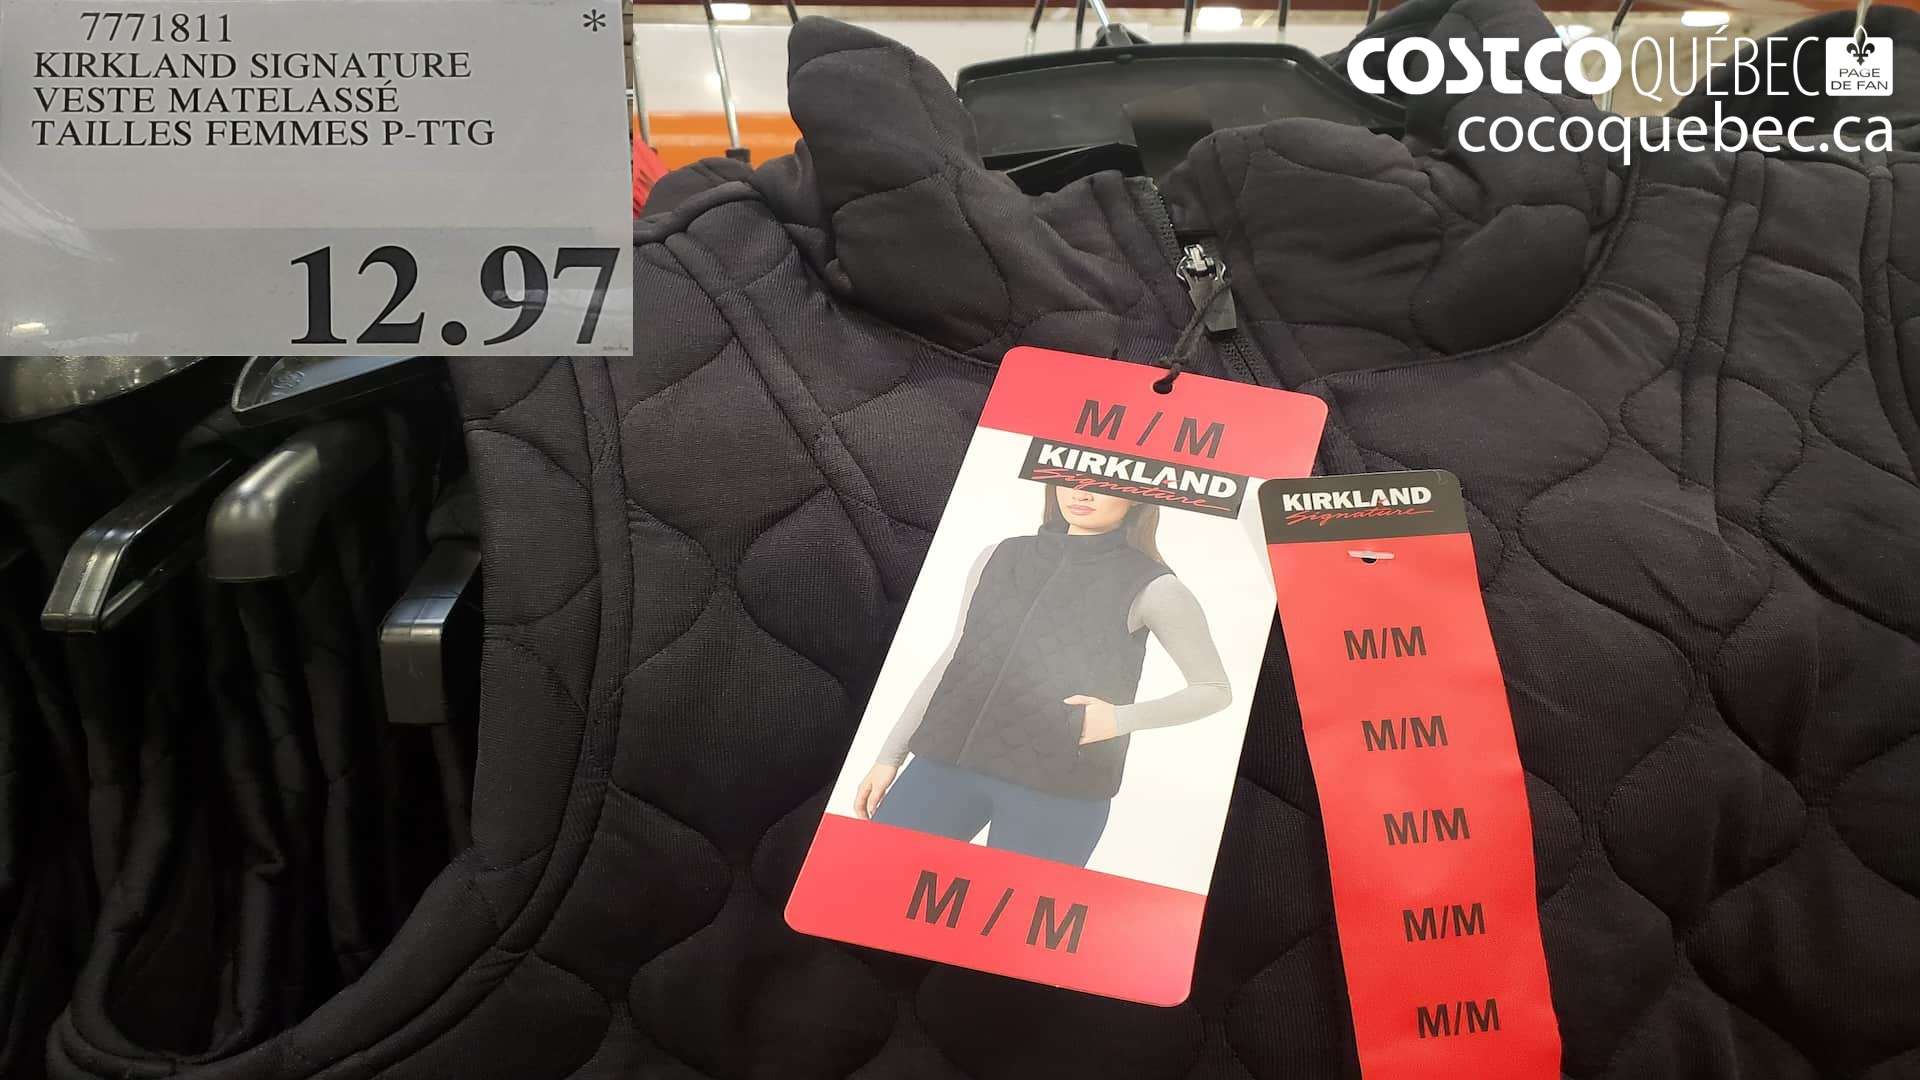 7771811 *
KIRKLAND SIGNATURE
VESTE MATELASSÉ
TAILLES FEMMES P-TTG
12.97
COSTCO QUÉBEC PAGE DE FAN
cocoquebec.ca
M / M
KIRKLAND
Signature
M / M
KIRKLAND
Signature
M/M
M/M
M/M
M/M
M/M